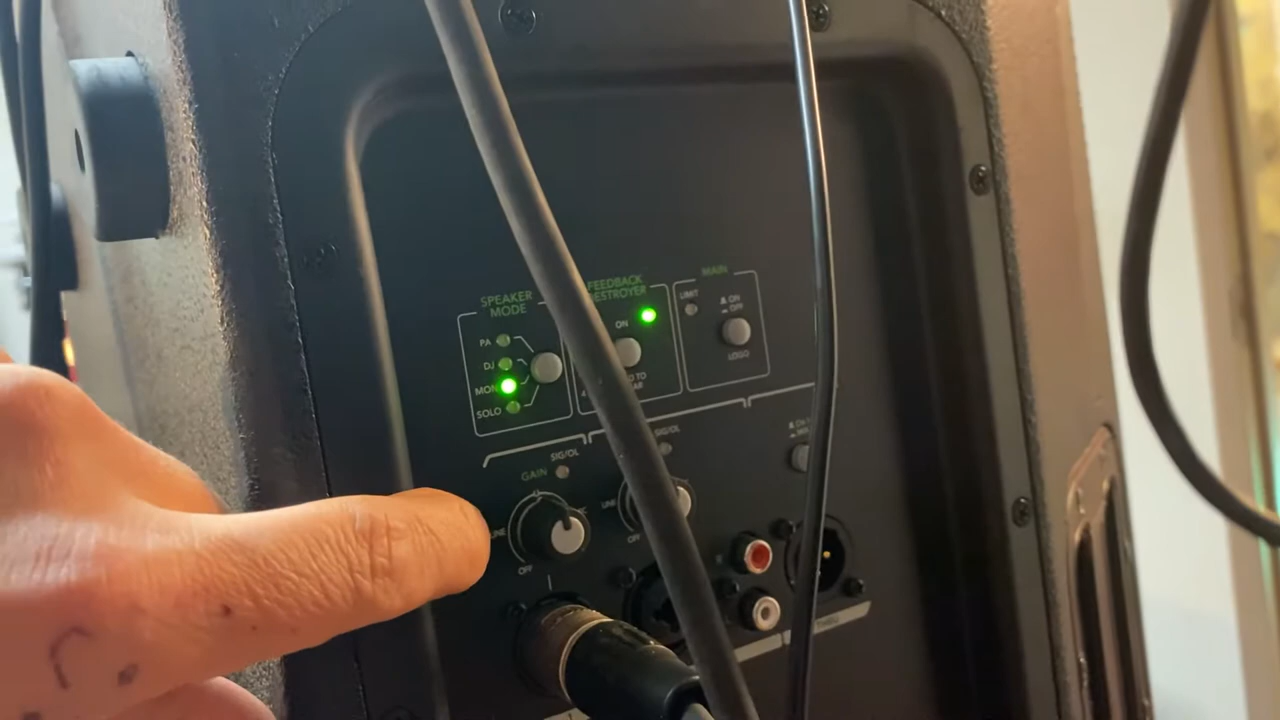 SPEAKER
MODE
PA
DJ
MON
SOLO
FEEDBACK
DESTROYER
ON
MAIN
LIMIT
ON
OFF
LOGO
GAIN
SIG/OL
OFF
SIG/OL
LINE
OFF
THRU